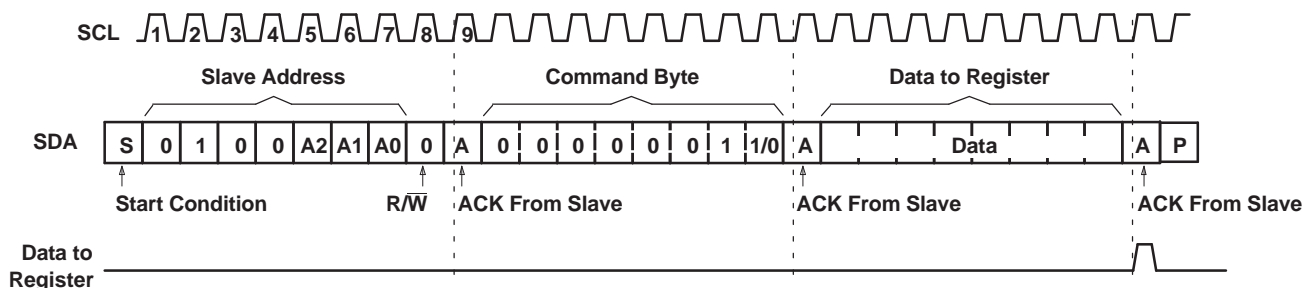 SCL 1 2 3 4 5 6 7 8 9
Slave Address Command Byte Data to Register
SDA S 0 1 0 0 A2 A1 A0 0 A 0 0 0 0 0 0 1 1/0 A Data A P
Start Condition R/W̅ ACK From Slave ACK From Slave ACK From Slave
Data to
Register